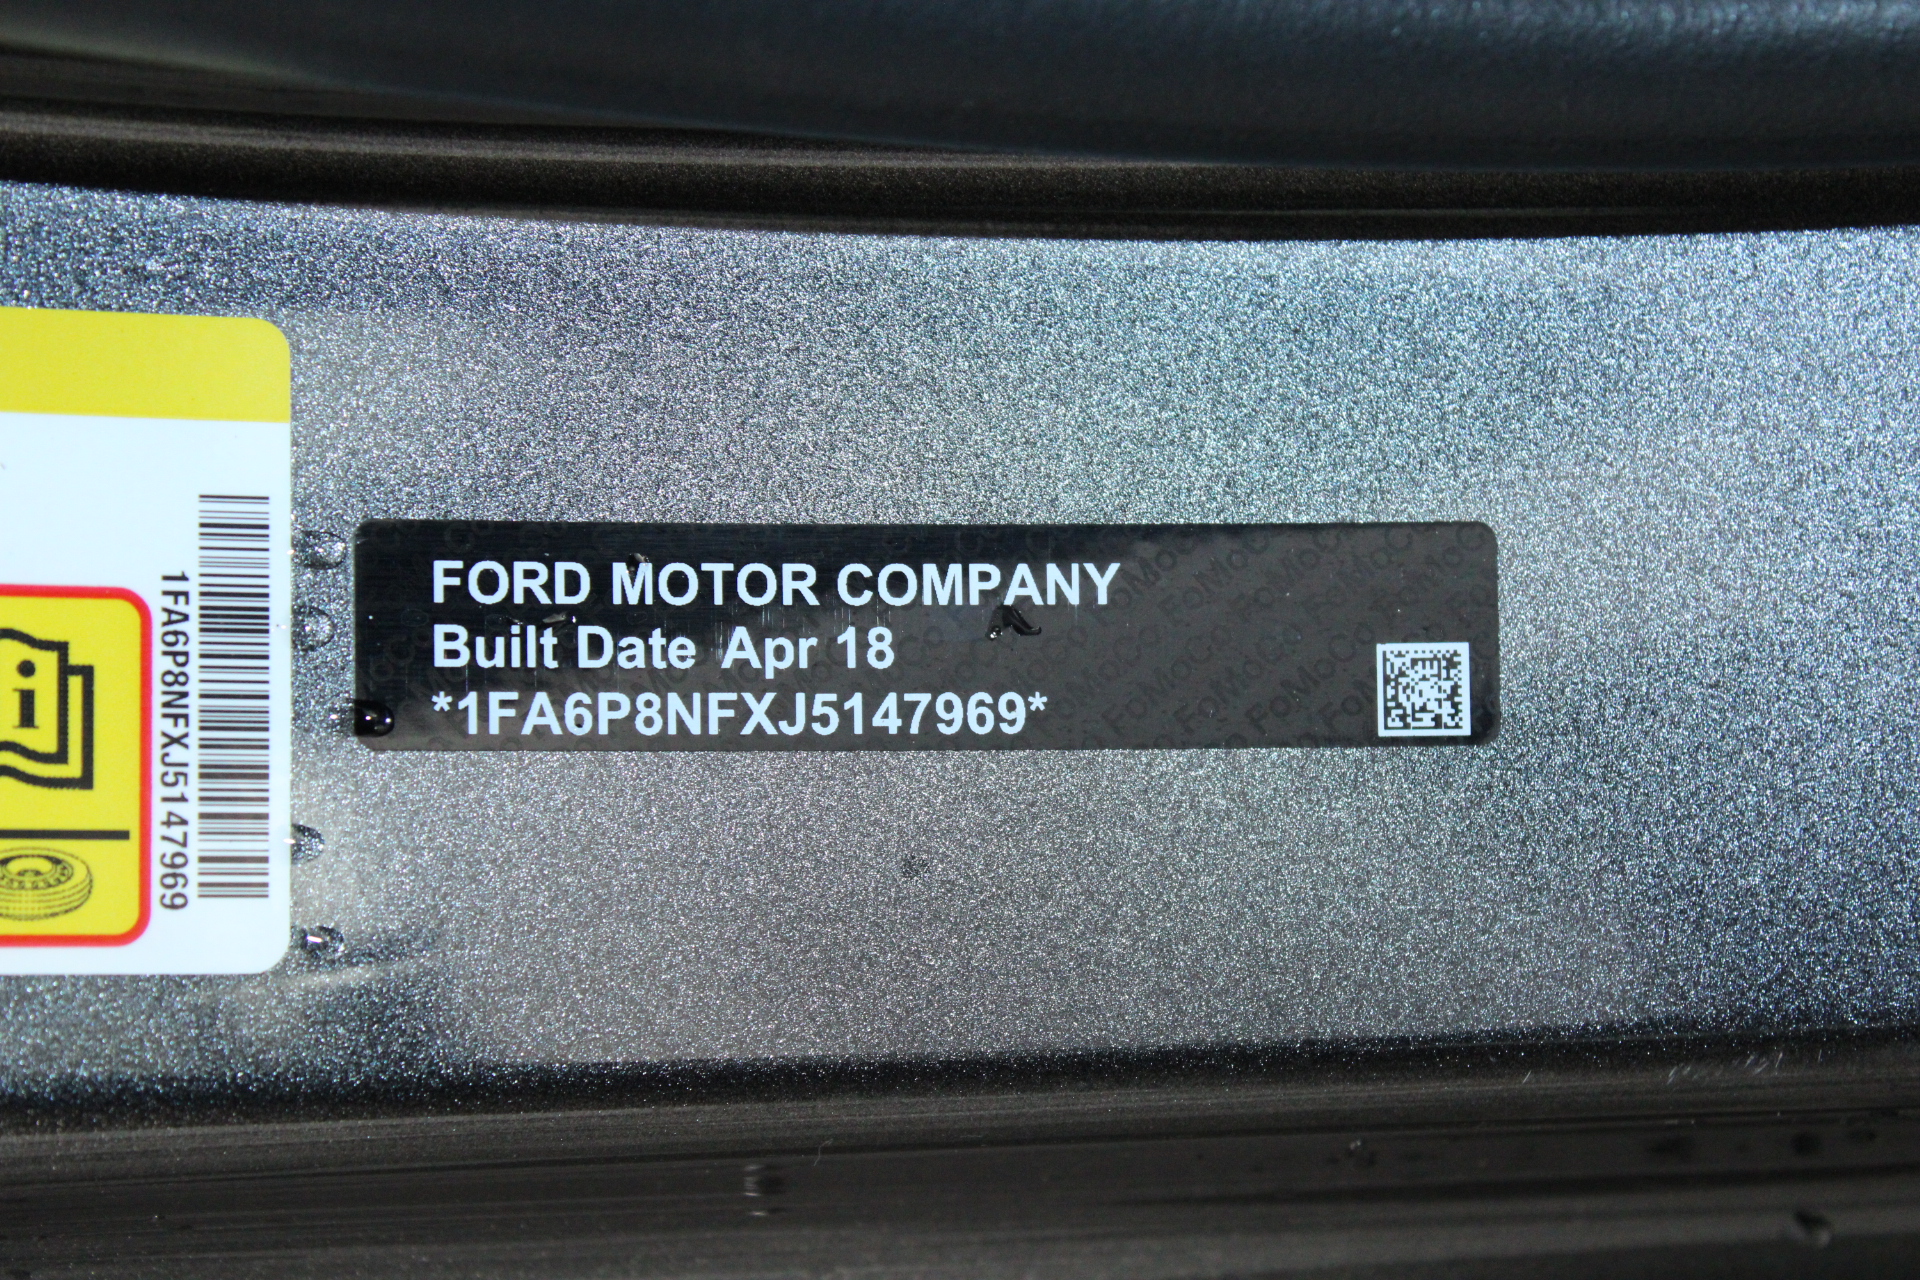 FORD MOTOR COMPANY
Built Date Apr 18
*1FA6P8NFXJ5147969*
1FA6P8NFXJ5147969